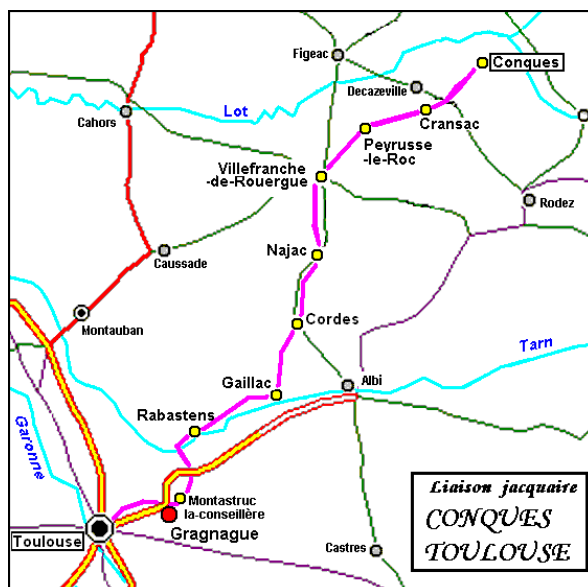 Figeac
Conques
Decazeville
Lot
Cahors
Cransac
Peyrusse
-le-Roc
Villefranche
-de-Rouergue
Rodez
Najac
Caussade
Montauban
Cordes
Tarn
Gaillac
Albi
Rabastens
Garonne
Montastruc
la-conseillère
Gragnague
Toulouse
Castres
Liaison jacquaire
CONQUES
TOULOUSE